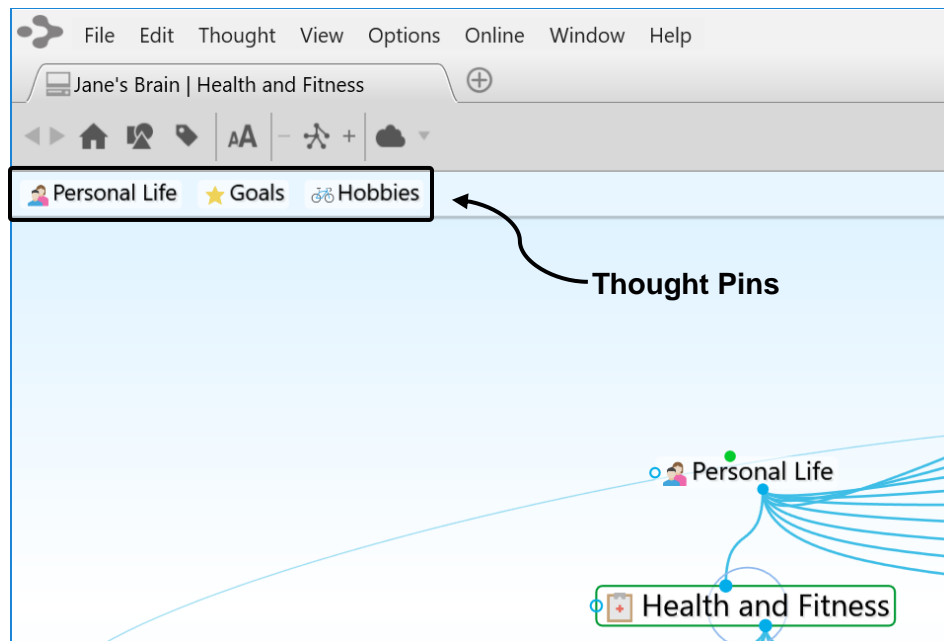 File Edit Thought View Options Online Window Help
Jane's Brain | Health and Fitness
AA
Personal Life Goals Hobbies
Thought Pins
Personal Life
Health and Fitness